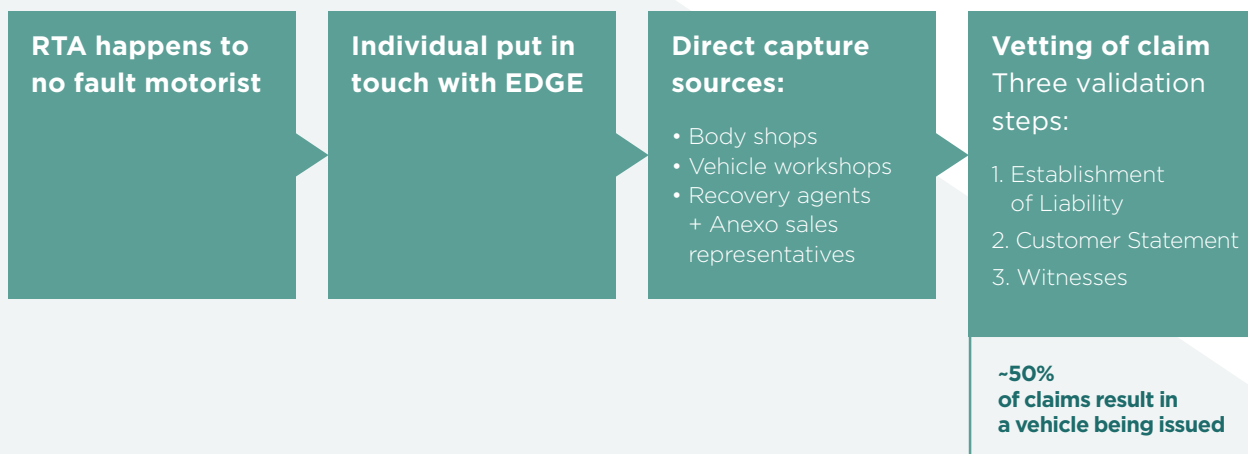 RTA happens to
no fault motorist
Individual put in
touch with EDGE
Direct capture
sources:
• Body shops
• Vehicle workshops
• Recovery agents
+ Anexo sales
representatives
Vetting of claim
Three validation
steps:
1. Establishment
of Liability
2. Customer Statement
3. Witnesses
~50%
of claims result in
a vehicle being issued